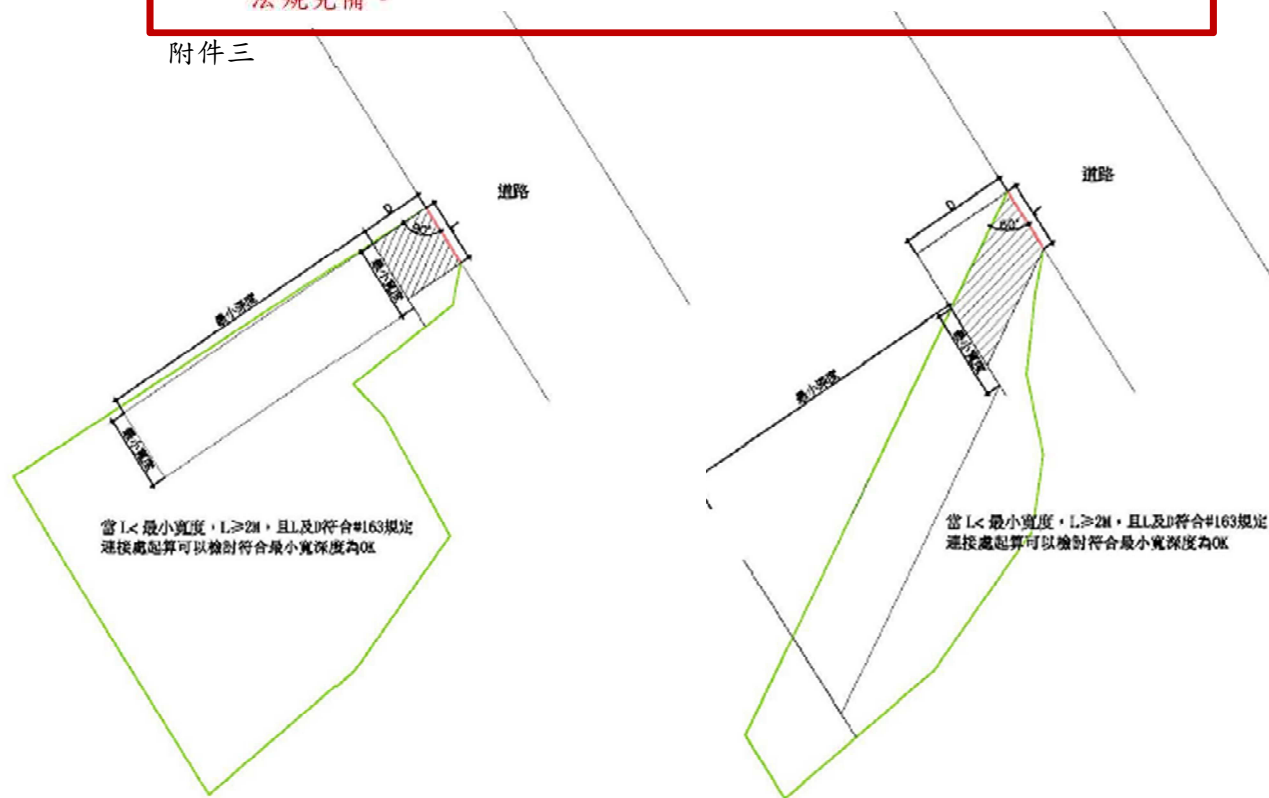 法規完備。
附件三
道路
D
L
90°
最小深度
最小寬度
最小寬度
當L<最小寬度，L≥2M，且L及D符合#163規定
連接處起算可以檢討符合最小寬深度為OK
道路
D
L
60°
最小深度
最小寬度
當L<最小寬度，L≥2M，且L及D符合#163規定
連接處起算可以檢討符合最小寬深度為OK